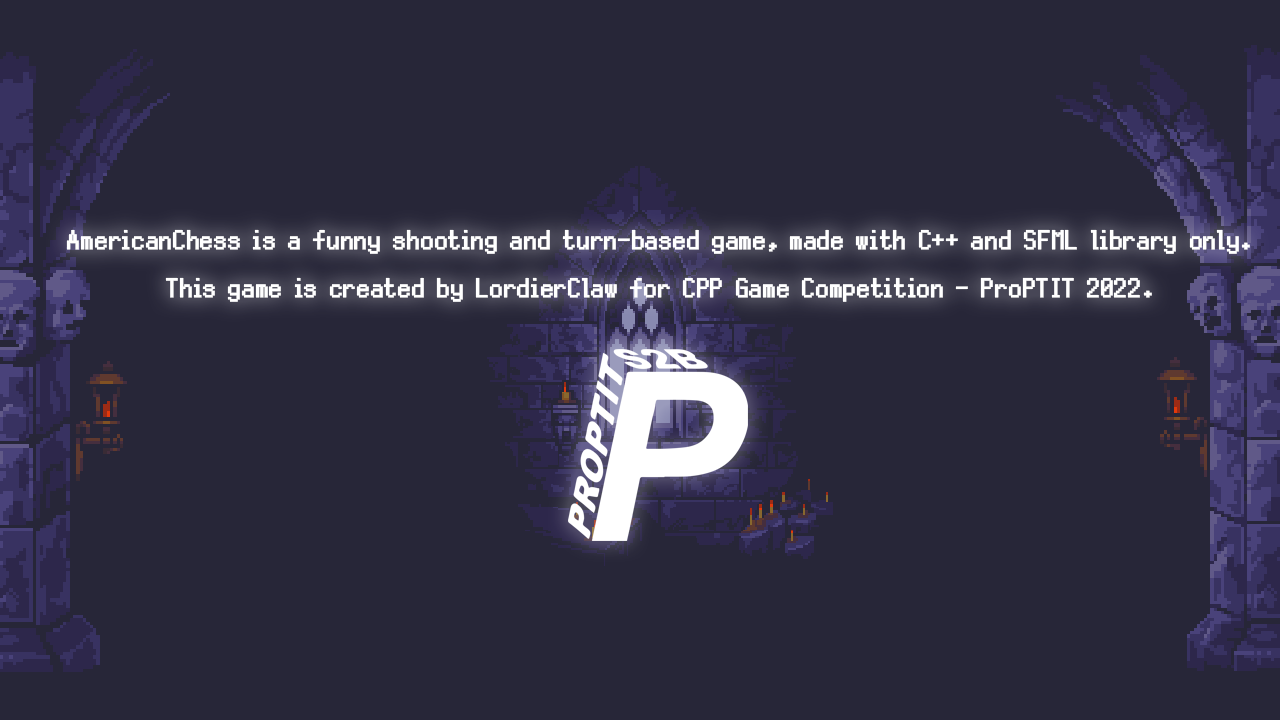 AmericanChess is a funny shooting and turn-based game, made with C++ and SFML library only.
This game is created by LordierClaw for CPP Game Competition - ProPTIT 2022.
S2B
PROPTIT
P